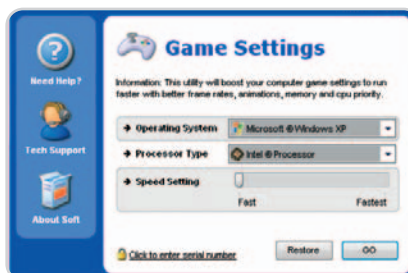 Need Help?
Tech Support
About Soft
Game Settings
Information: This utility will boost your computer game settings to run
faster with better frame rates, animations, memory and cpu priority.
Operating System
Microsoft ® Windows XP
Processor Type
Intel ® Processor
Speed Setting
Fast
Fastest
Click to enter serial number
Restore
GO